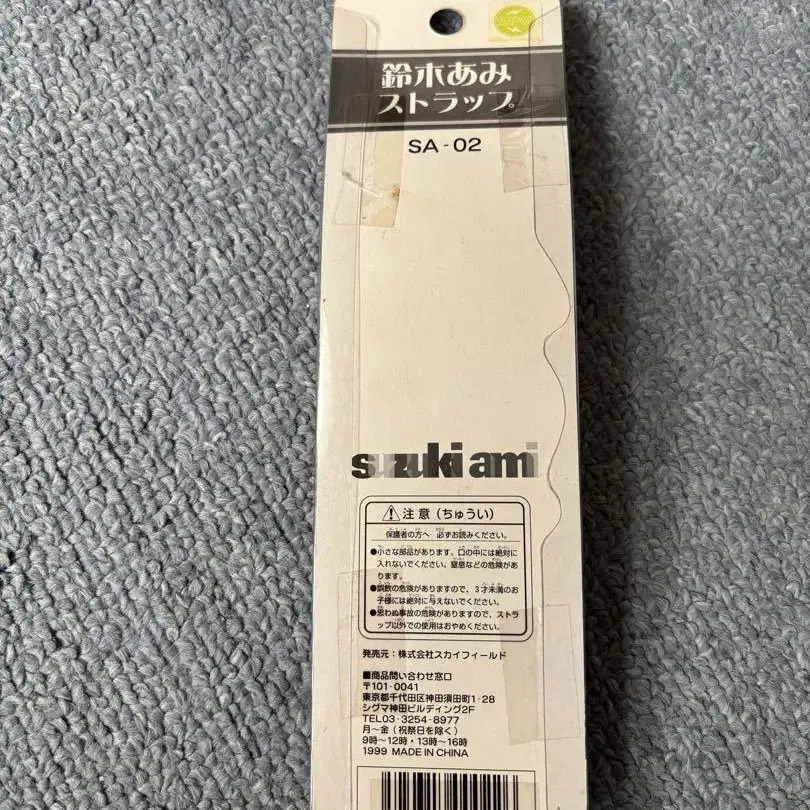 鈴木あみ
ストラップ。
SA-02
suzuki ami
注意（ちゅうい）
保護者の方へ 必ずお読みください。
●小さな部品があります。口の中には絶対に
入れないでください。窒息などの危険があ
ります。
●誤飲の危険がありますので、3才未満のお
子様には絶対に与えないでください。
●思わぬ事故の危険がありますので、ストラ
ップ以外での使用はおやめください。
発売元：株式会社スカイフィールド
■商品問い合わせ窓口
〒101-0041
東京都千代田区神田須田町1-28
シグマ神田ビルディング2F
TEL03-3254-8977
月～金（祝祭日を除く）
9時～12時・13時～16時
1999 MADE IN CHINA